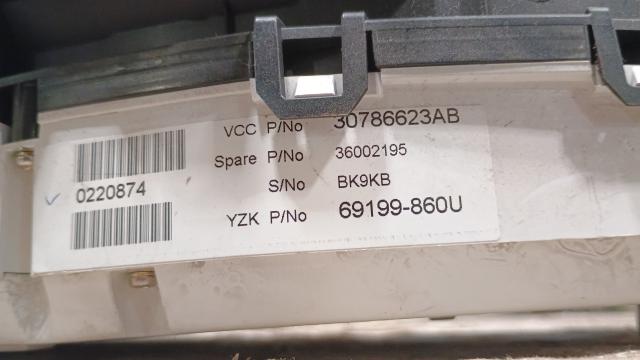 VCC P/No 30786623AB
Spare P/No 36002195
S/No BK9KB
YZK P/No 69199-860U
0220874